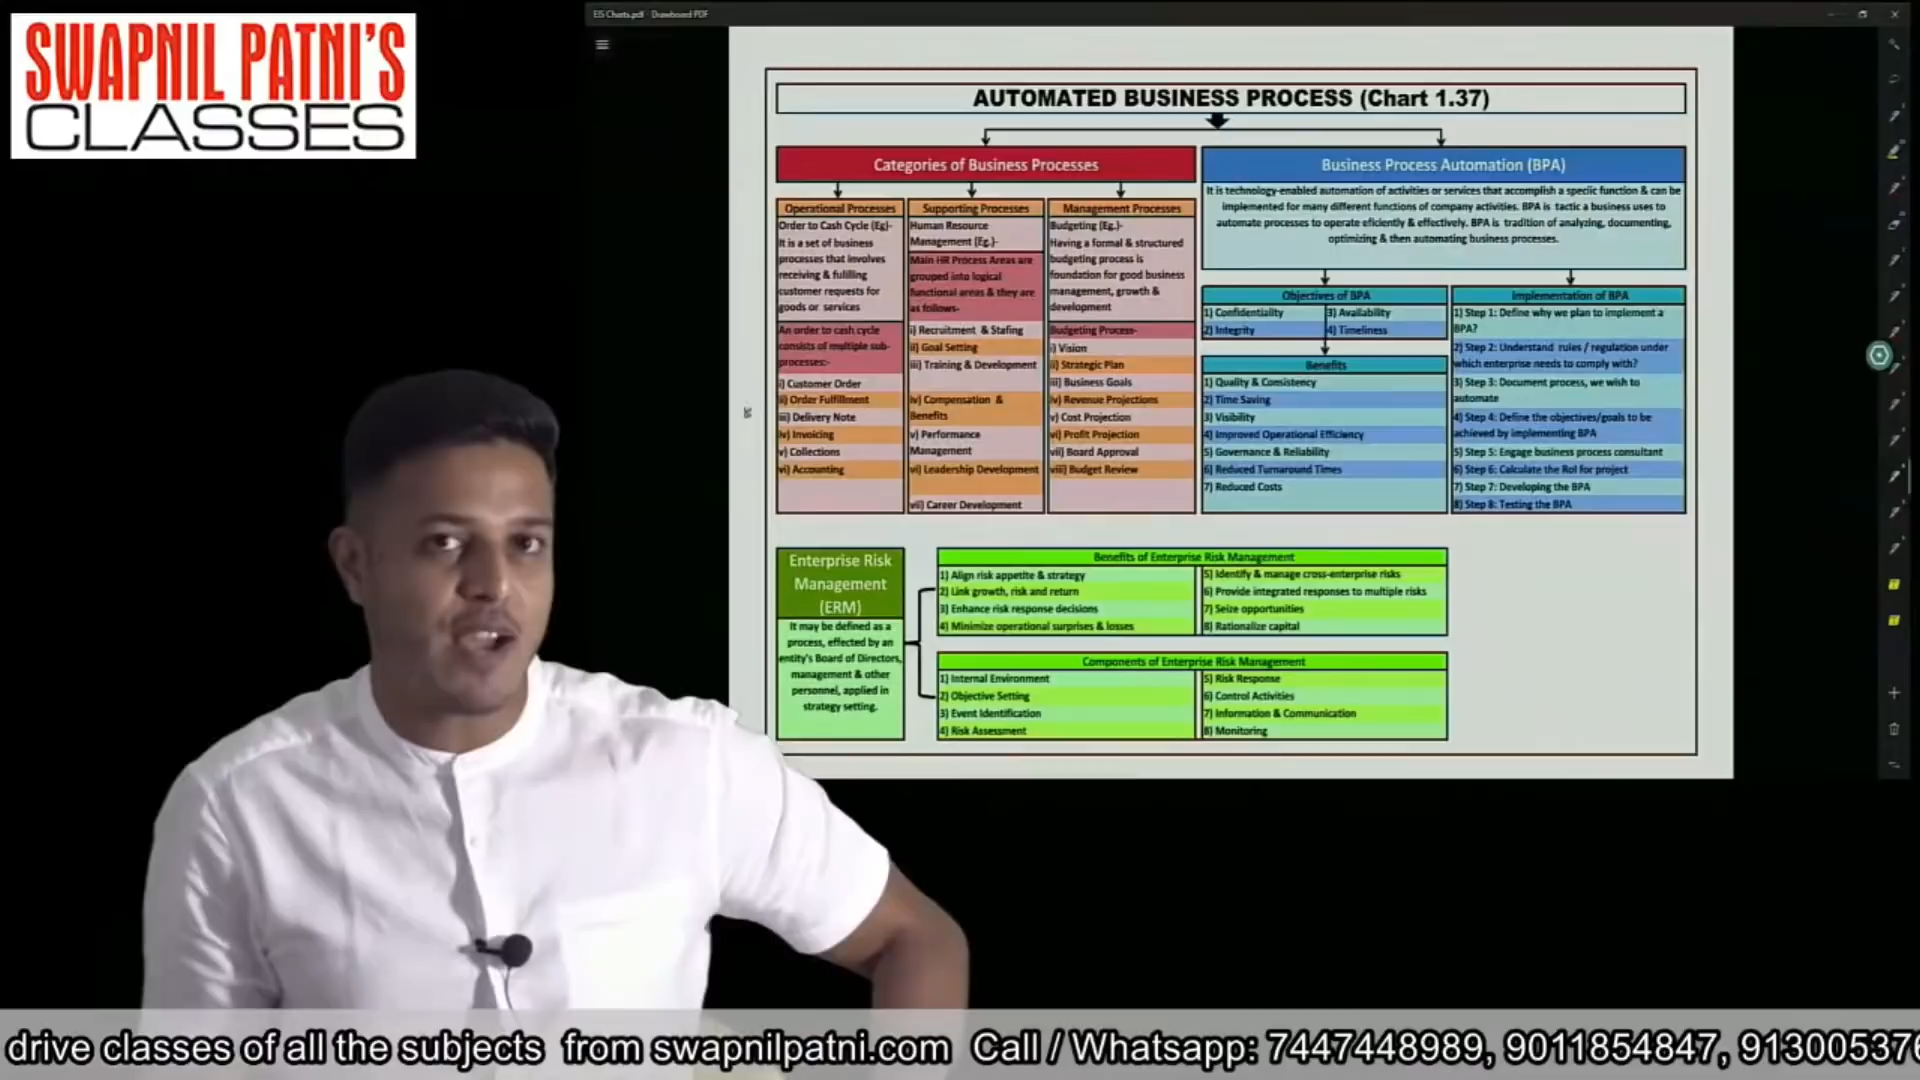 SWAPNIL PATNI'S
CLASSES
EIS Charts.pdf - Drawboard PDF
AUTOMATED BUSINESS PROCESS (Chart 1.37)
Categories of Business Processes
Operational Processes
Order to Cash Cycle (Eg)-
It is a set of business
processes that involves
receiving & fulilling
customer requests for
goods or services
An order to cash cycle
consists of multiple sub-
processes:-
i) Customer Order
ii) Order Fulfillment
iii) Delivery Note
iv) Invoicing
v) Collections
vi) Accounting
Supporting Processes
Human Resource
Management (Eg.)-
Main HR Process Areas are
grouped into logical
functional areas & they are
as follows-
i) Recruitment & Stafing
ii) Goal Setting
iii) Training & Development
iv) Compensation &
Benefits
v) Performance
Management
vi) Leadership Development
vii) Career Development
Management Processes
Budgeting (Eg.)-
Having a formal & structured
budgeting process is
foundation for good business
management, growth &
development
Budgeting Process-
i) Vision
ii) Strategic Plan
iii) Business Goals
iv) Revenue Projections
v) Cost Projection
vi) Profit Projection
vii) Board Approval
viii) Budget Review
Business Process Automation (BPA)
It is technology-enabled automation of activities or services that accomplish a speciic function & can be
implemented for many different functions of company activities. BPA is tactic a business uses to
automate processes to operate eficiently & effectively. BPA is tradition of analyzing, documenting,
optimizing & then automating business processes.
Objectives of BPA
1) Confidentiality
3) Availability
2) Integrity
4) Timeliness
Benefits
1) Quality & Consistency
2) Time Saving
3) Visibility
4) Improved Operational Efficiency
5) Governance & Reliability
6) Reduced Turnaround Times
7) Reduced Costs
Implementation of BPA
1) Step 1: Define why we plan to implement a
BPA?
2) Step 2: Understand rules / regulation under
which enterprise needs to comply with?
3) Step 3: Document process, we wish to
automate
4) Step 4: Define the objectives/goals to be
achieved by implementing BPA
5) Step 5: Engage business process consultant
6) Step 6: Calculate the RoI for project
7) Step 7: Developing the BPA
8) Step 8: Testing the BPA
Enterprise Risk
Management
(ERM)
It may be defined as a
process, effected by an
entity's Board of Directors,
management & other
personnel, applied in
strategy setting.
Benefits of Enterprise Risk Management
1) Align risk appetite & strategy
2) Link growth, risk and return
3) Enhance risk response decisions
4) Minimize operational surprises & losses
5) Identify & manage cross-enterprise risks
6) Provide integrated responses to multiple risks
7) Seize opportunities
8) Rationalize capital
Components of Enterprise Risk Management
1) Internal Environment
2) Objective Setting
3) Event Identification
4) Risk Assessment
5) Risk Response
6) Control Activities
7) Information & Communication
8) Monitoring
drive classes of all the subjects from swapnilpatni.com Call / Whatsapp: 7447448989, 9011854847, 913005376